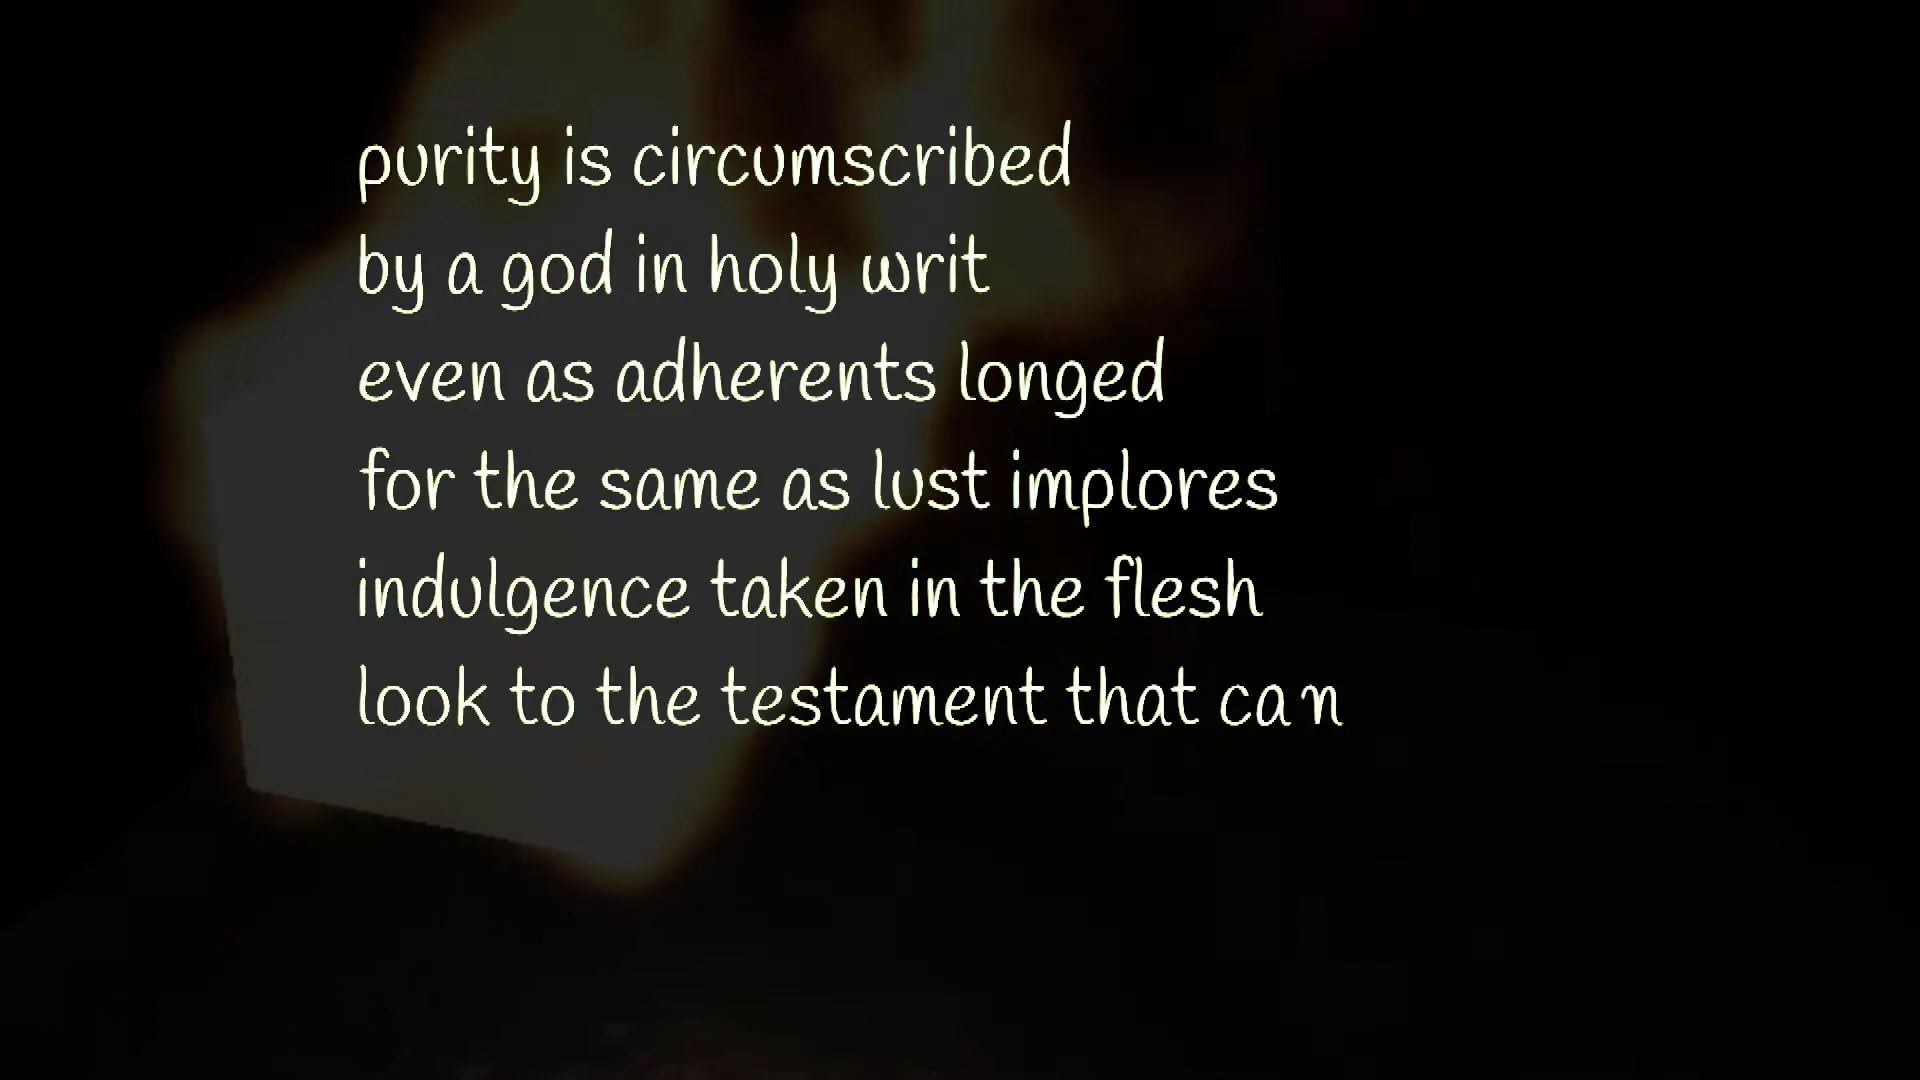 purity is circumscribed
by a god in holy writ
even as adherents longed
for the same as lust implores
indulgence taken in the flesh
look to the testament that can